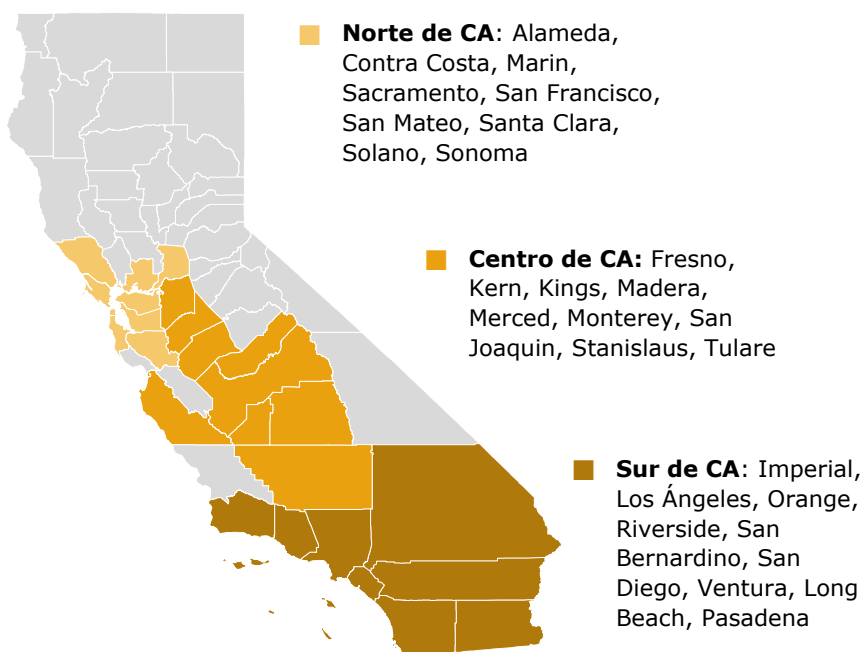 Norte de CA: Alameda,
Contra Costa, Marin,
Sacramento, San Francisco,
San Mateo, Santa Clara,
Solano, Sonoma
Centro de CA: Fresno,
Kern, Kings, Madera,
Merced, Monterey, San
Joaquin, Stanislaus, Tulare
Sur de CA: Imperial,
Los Ángeles, Orange,
Riverside, San
Bernardino, San
Diego, Ventura, Long
Beach, Pasadena